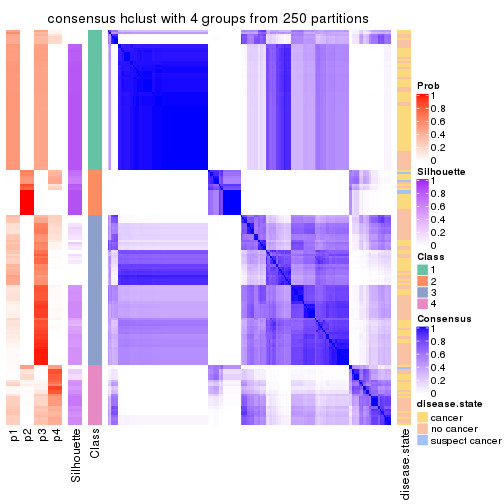 consensus hclust with 4 groups from 250 partitions
Prob
1
0.8
0.6
0.4
0.2
0
Silhouette
1
0.8
0.6
0.4
0.2
0
Class
1
2
3
4
Consensus
1
0.8
0.6
0.4
0.2
0
disease.state
cancer
no cancer
suspect cancer
p1
p2
p3
p4
Silhouette
Class
disease.state